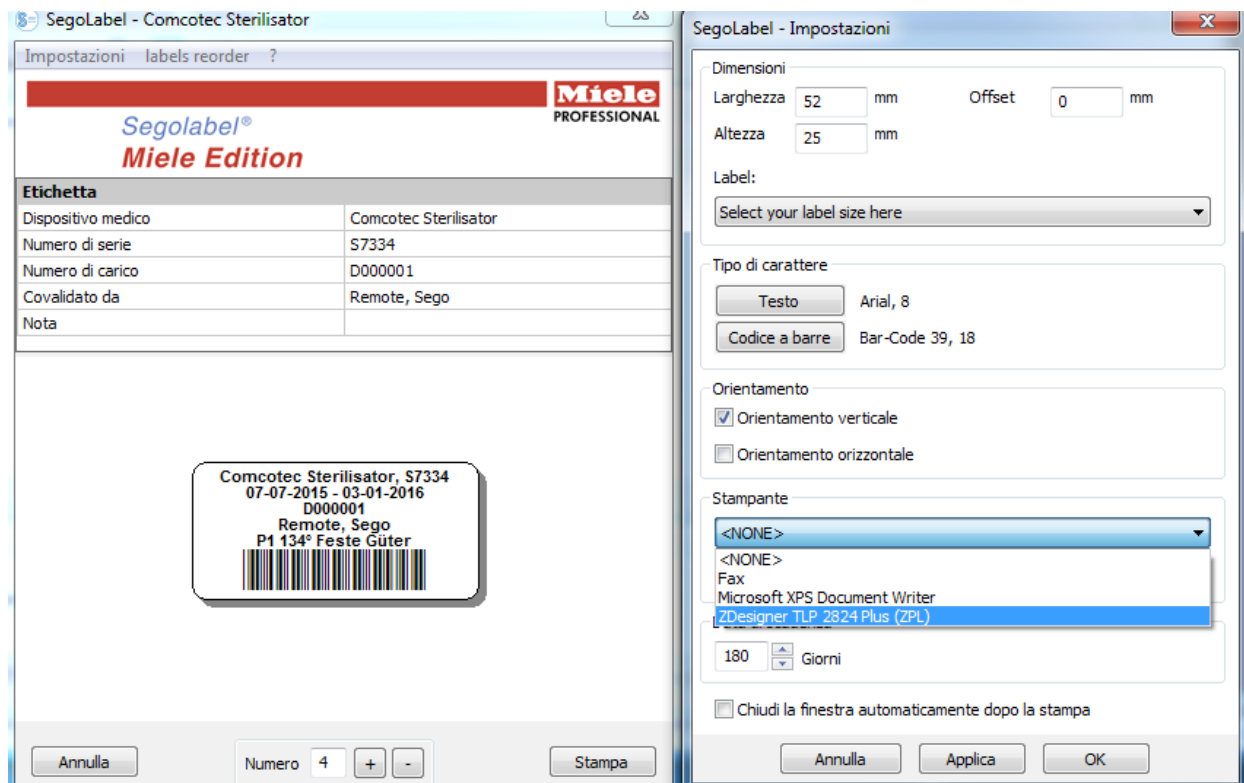 SegoLabel - Comcotec Sterilisator
Impostazioni labels reorder ?
Miele
PROFESSIONAL
Segolabel®
Miele Edition
Etichetta
Dispositivo medico Comcotec Sterilisator
Numero di serie S7334
Numero di carico D000001
Covalidato da Remote, Sego
Nota
Comcotec Sterilisator, S7334
07-07-2015 - 03-01-2016
D000001
Remote, Sego
P1 134º Feste Güter
Annulla Numero 4 + - Stampa
SegoLabel - Impostazioni
Dimensioni
Larghezza 52 mm Offset 0 mm
Altezza 25 mm
Label:
Select your label size here
Tipo di carattere
Testo Arial, 8
Codice a barre Bar-Code 39, 18
Orientamento
Orientamento verticale
Orientamento orizzontale
Stampante
<NONE>
<NONE>
Fax
Microsoft XPS Document Writer
ZDesigner TLP 2824 Plus (ZPL)
180 Giorni
Chiudi la finestra automaticamente dopo la stampa
Annulla Applica OK